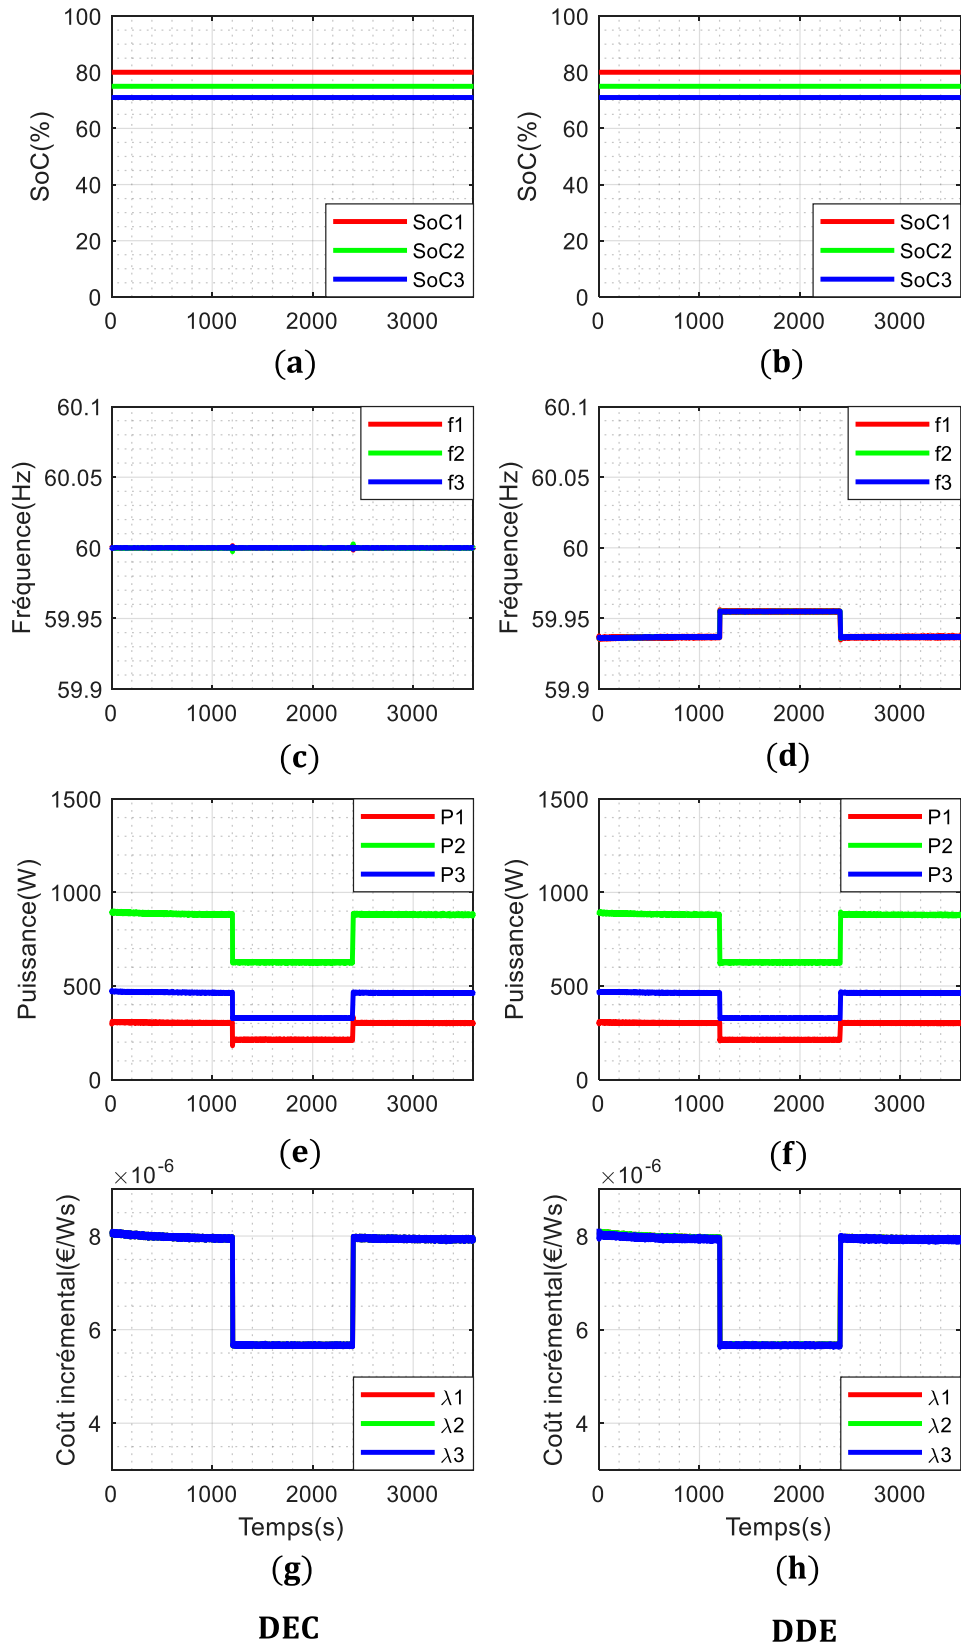 100
80
60
40
20
0
SoC(%)
SoC1
SoC2
SoC3
0 1000 2000 3000
(a)
100
80
60
40
20
0
SoC(%)
SoC1
SoC2
SoC3
0 1000 2000 3000
(b)
60.1
60.05
60
59.95
59.9
Fréquence(Hz)
f1
f2
f3
0 1000 2000 3000
(c)
60.1
60.05
60
59.95
59.9
Fréquence(Hz)
f1
f2
f3
0 1000 2000 3000
(d)
1500
1000
500
0
Puissance(W)
P1
P2
P3
0 1000 2000 3000
(e)
1500
1000
500
0
Puissance(W)
P1
P2
P3
0 1000 2000 3000
(f)
×10⁻⁶
8
6
4
Coût incrémental(€/Ws)
λ1
λ2
λ3
0 1000 2000 3000
Temps(s)
(g)
DEC
×10⁻⁶
8
6
4
Coût incrémental(€/Ws)
λ1
λ2
λ3
0 1000 2000 3000
Temps(s)
(h)
DDE